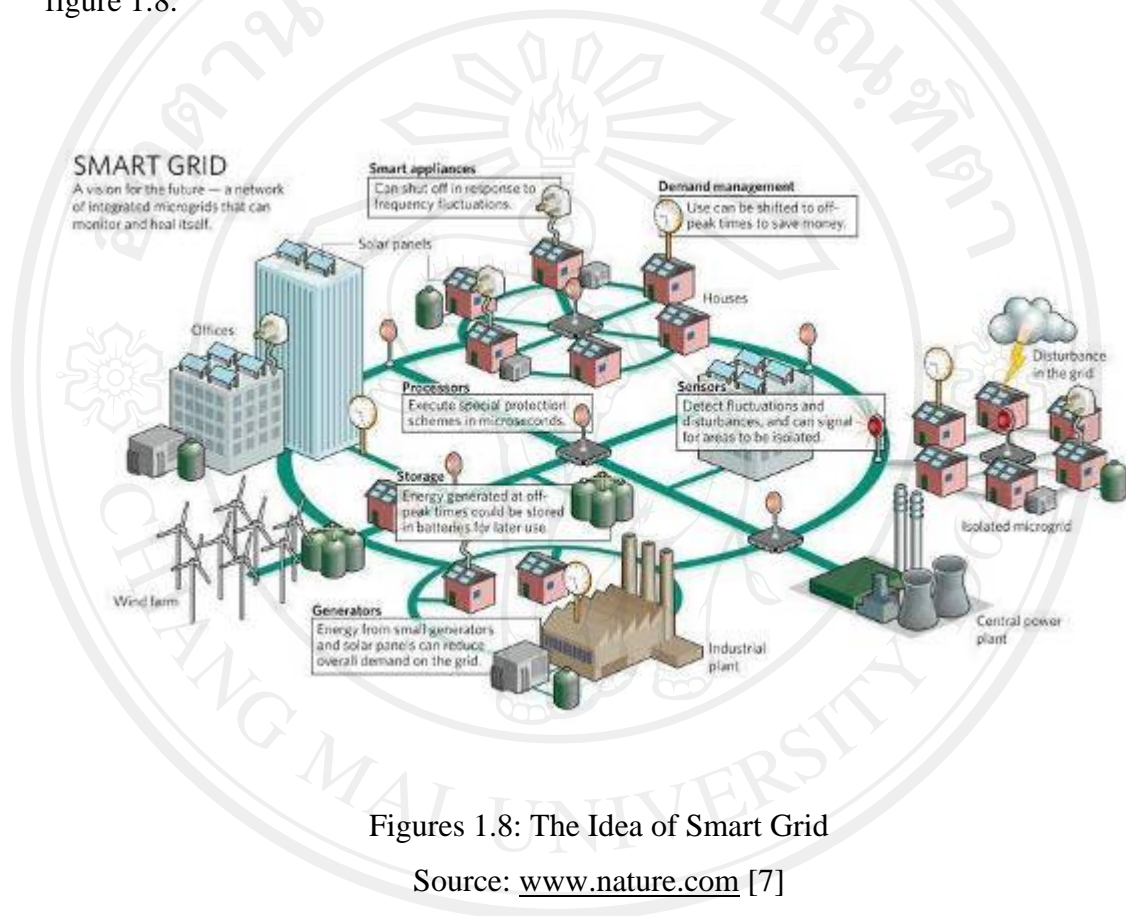 figure 1.8.
SMART GRID
A vision for the future — a network
of integrated microgrids that can
monitor and heal itself.
Smart appliances
Can shut off in response to
frequency fluctuations.
Demand management
Use can be shifted to off-
peak times to save money.
Solar panels
Houses
Offices
Disturbance
in the grid
Processors
Execute special protection
schemes in microseconds.
Sensors
Detect fluctuations and
disturbances, and can signal
for areas to be isolated.
Storage
Energy generated at off-
peak times could be stored
in batteries for later use.
Isolated microgrid
Wind farm
Generators
Energy from small generators
and solar panels can reduce
overall demand on the grid.
Industrial
plant
Central power
plant
CHIANG MAI UNIVERSITY
Figures 1.8: The Idea of Smart Grid
Source: www.nature.com [7]